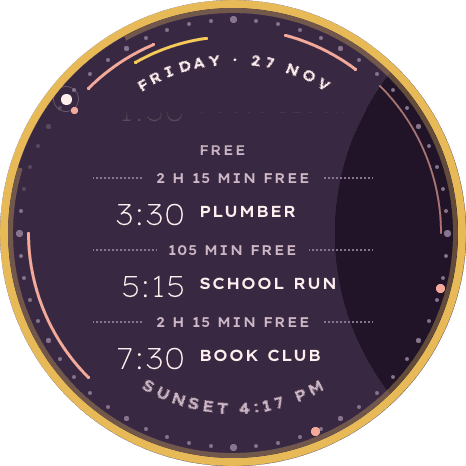 FRIDAY · 27 NOV
FREE
2 H 15 MIN FREE
3:30 PLUMBER
105 MIN FREE
5:15 SCHOOL RUN
2 H 15 MIN FREE
7:30 BOOK CLUB
SUNSET 4:17 PM